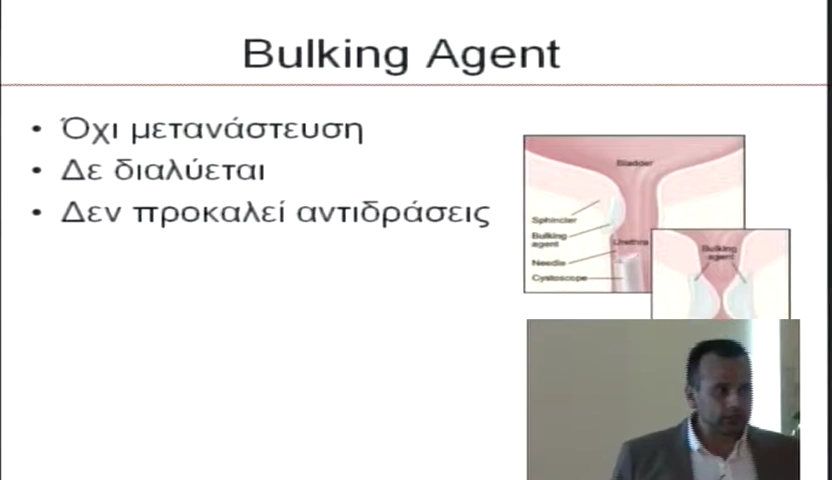 Bulking Agent
• Όχι μετανάστευση
• Δε διαλύεται
• Δεν προκαλεί αντιδράσεις
Bladder
Sphincter
Bulking
agent
Urethra
Needle
Cystoscope
Bulking
agent